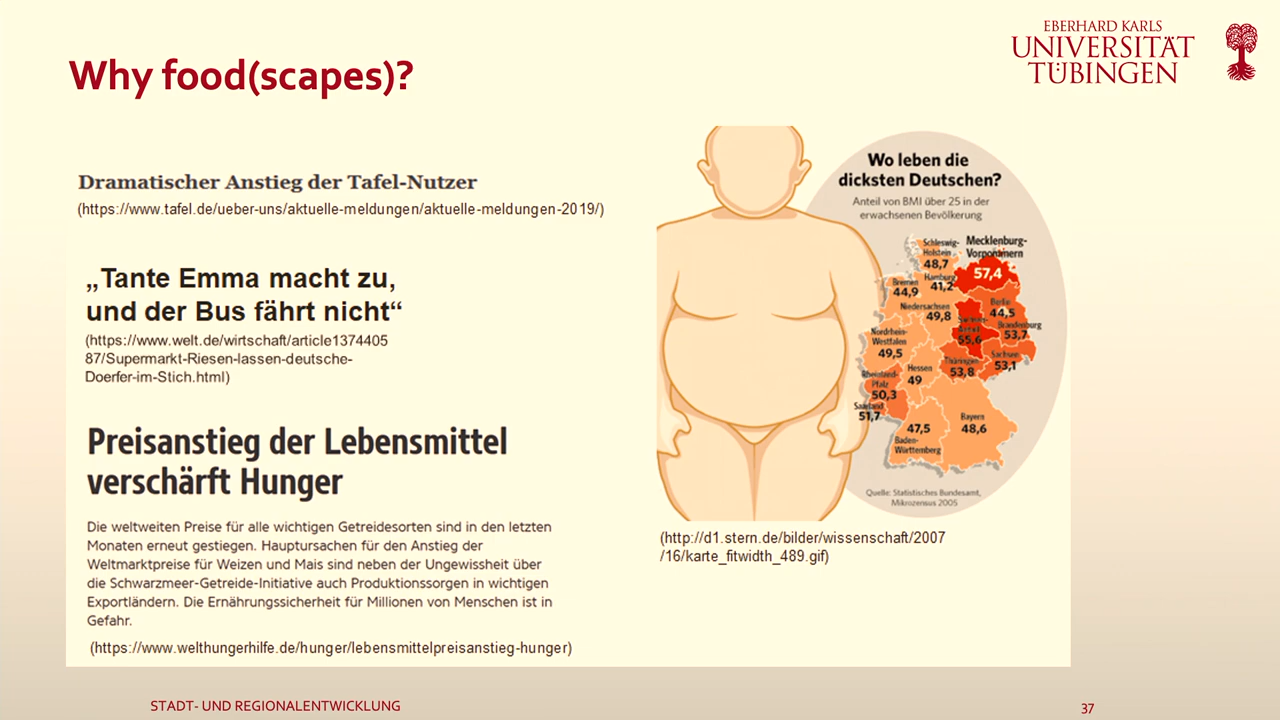 Why food(scapes)?
EBERHARD KARLS
UNIVERSITÄT
TÜBINGEN
Dramatischer Anstieg der Tafel-Nutzer
(https://www.tafel.de/ueber-uns/aktuelle-meldungen/aktuelle-meldungen-2019/)
„Tante Emma macht zu,
und der Bus fährt nicht“
(https://www.welt.de/wirtschaft/article1374405
87/Supermarkt-Riesen-lassen-deutsche-
Doerfer-im-Stich.html)
Preisanstieg der Lebensmittel
verschärft Hunger
Die weltweiten Preise für alle wichtigen Getreidesorten sind in den letzten
Monaten erneut gestiegen. Hauptursachen für den Anstieg der
Weltmarktpreise für Weizen und Mais sind neben der Ungewissheit über
die Schwarzmeer-Getreide-Initiative auch Produktionssorgen in wichtigen
Exportländern. Die Ernährungssicherheit für Millionen von Menschen ist in
Gefahr.
(https://www.welthungerhilfe.de/hunger/lebensmittelpreisanstieg-hunger)
Wo leben die
dicksten Deutschen?
Anteil von BMI über 25 in der
erwachsenen Bevölkerung
Schleswig-
Holstein
48,7
Mecklenburg-
Vorpommern
57,4
Hamburg
41,2
Bremen
44,9
Niedersachsen
49,8
Berlin
44,5
Brandenburg
53,7
Sachsen-
Anhalt
55,6
Nordrhein-
Westfalen
49,5
Hessen
49
Thüringen
53,8
Sachsen
53,1
Rheinland-
Pfalz
50,3
Saarland
51,7
47,5
Baden-
Württemberg
Bayern
48,6
Quelle: Statistisches Bundesamt,
Mikrozensus 2005
(http://d1.stern.de/bilder/wissenschaft/2007
/16/karte_fitwidth_489.gif)
STADT- UND REGIONALENTWICKLUNG
37